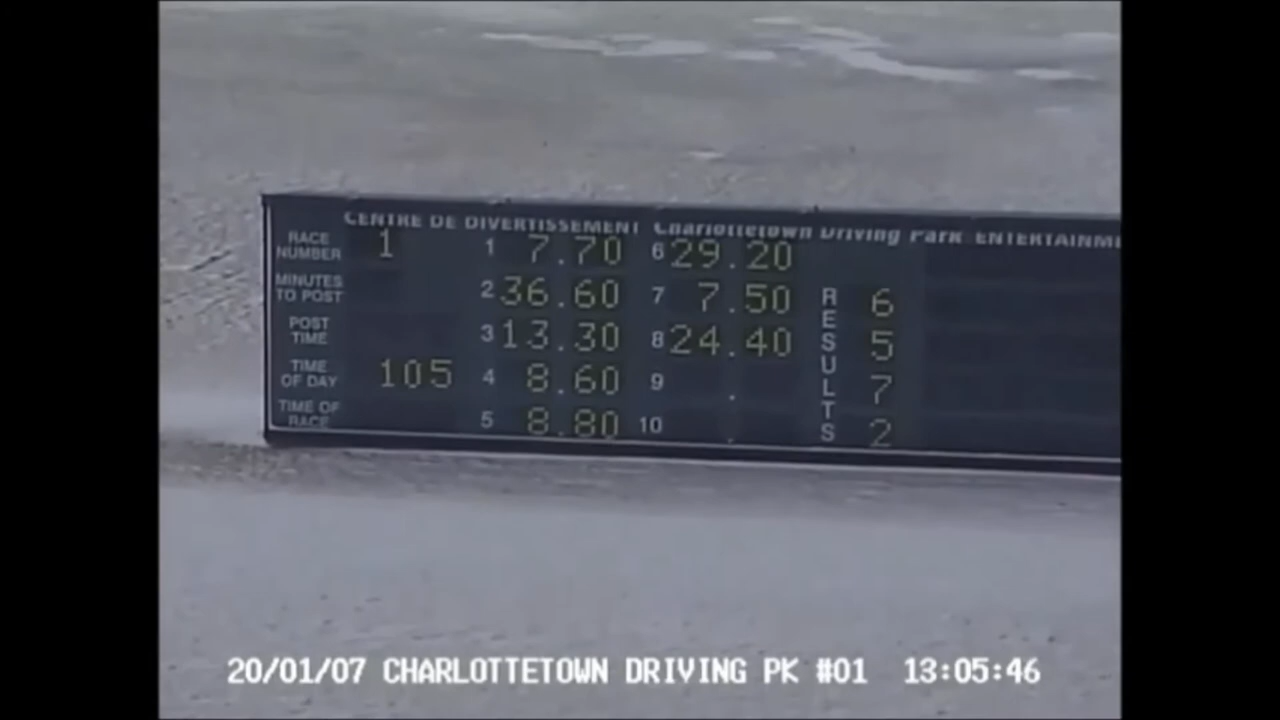 CENTRE DE DIVERTISSEMENT Charlottetown Driving Park ENTERTAINME
RACE NUMBER 1 1 7.70 6 29.20
MINUTES TO POST 2 36.60 7 7.50 6
POST TIME 3 13.30 8 24.40 5
TIME OF DAY 105 4 8.60 9 . 7
TIME OF RACE 5 8.80 10 . 2
RESULTS
20/01/07 CHARLOTTETOWN DRIVING PK #01 13:05:46